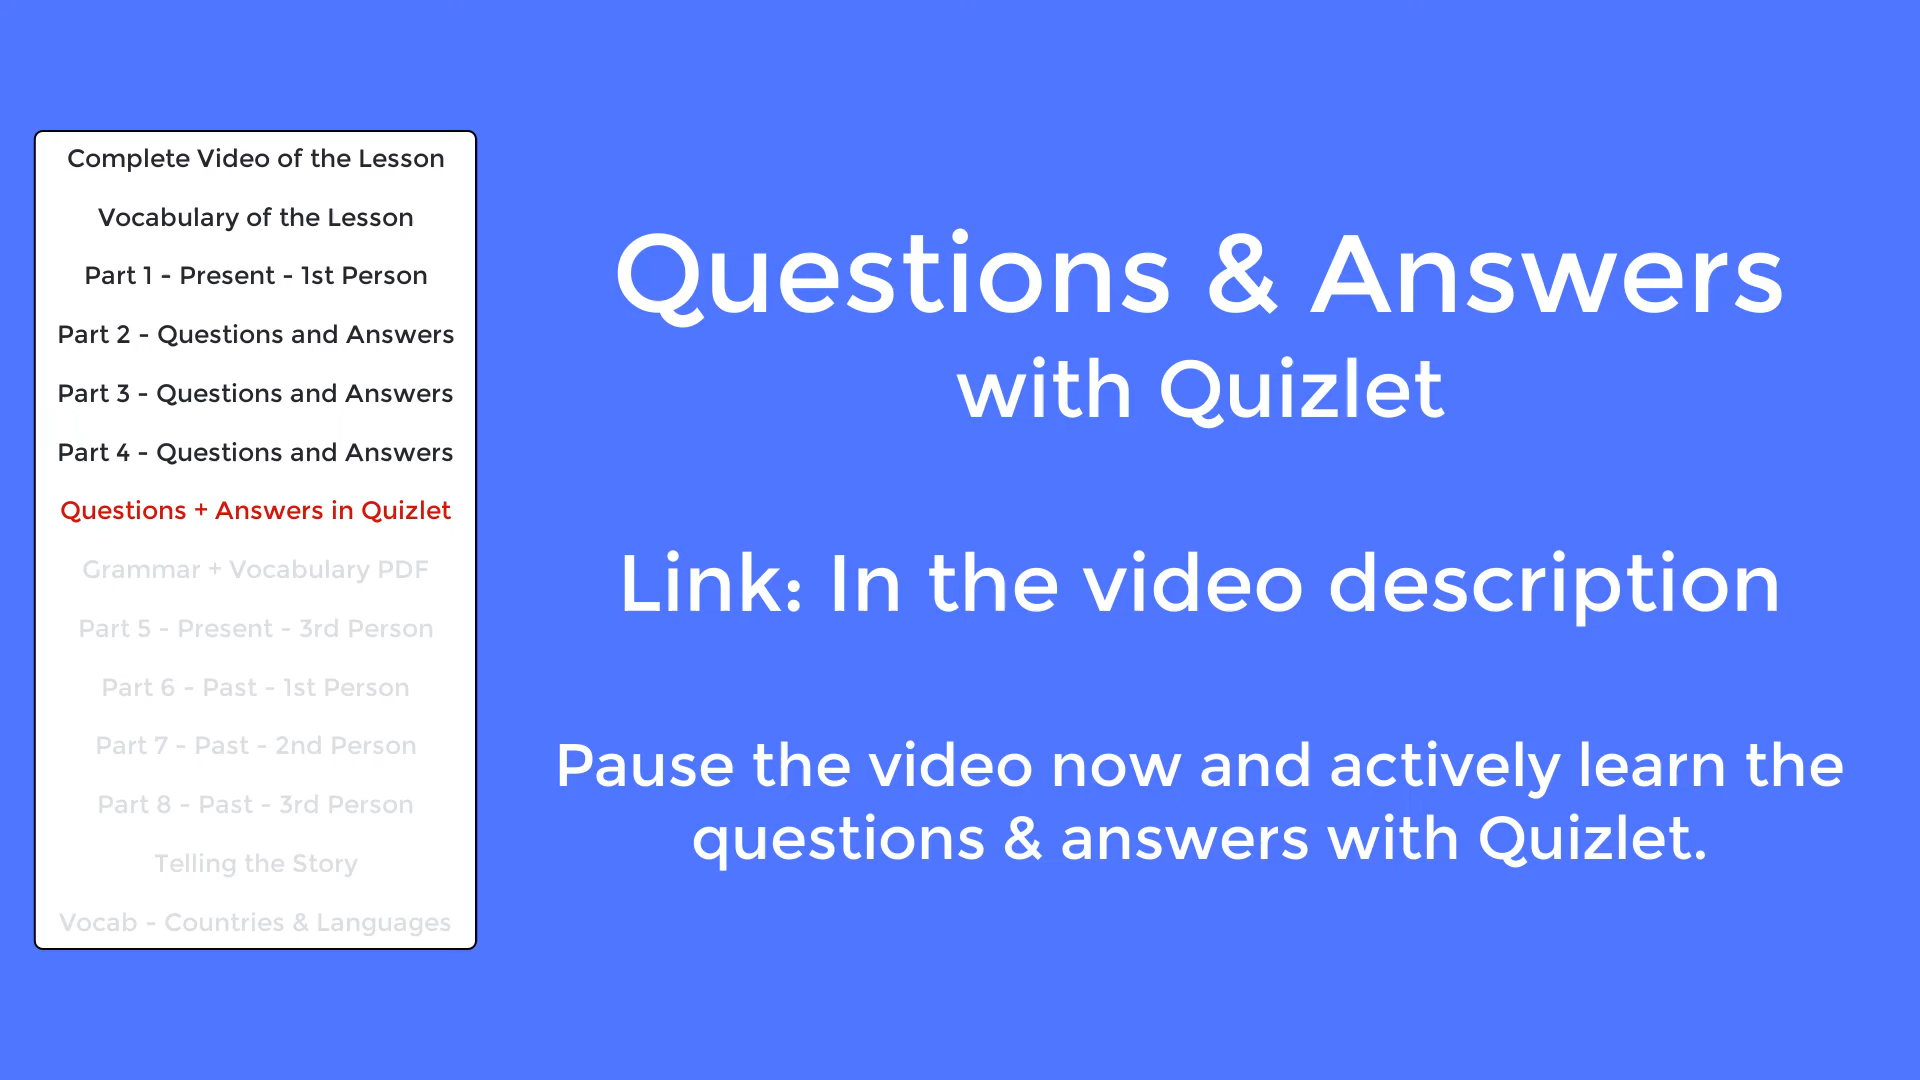 Complete Video of the Lesson
Vocabulary of the Lesson
Part 1 - Present - 1st Person
Part 2 - Questions and Answers
Part 3 - Questions and Answers
Part 4 - Questions and Answers
Questions + Answers in Quizlet
Grammar + Vocabulary PDF
Part 5 - Present - 3rd Person
Part 6 - Past - 1st Person
Part 7 - Past - 2nd Person
Part 8 - Past - 3rd Person
Telling the Story
Vocab - Countries & Languages
Questions & Answers
with Quizlet
Link: In the video description
Pause the video now and actively learn the
questions & answers with Quizlet.